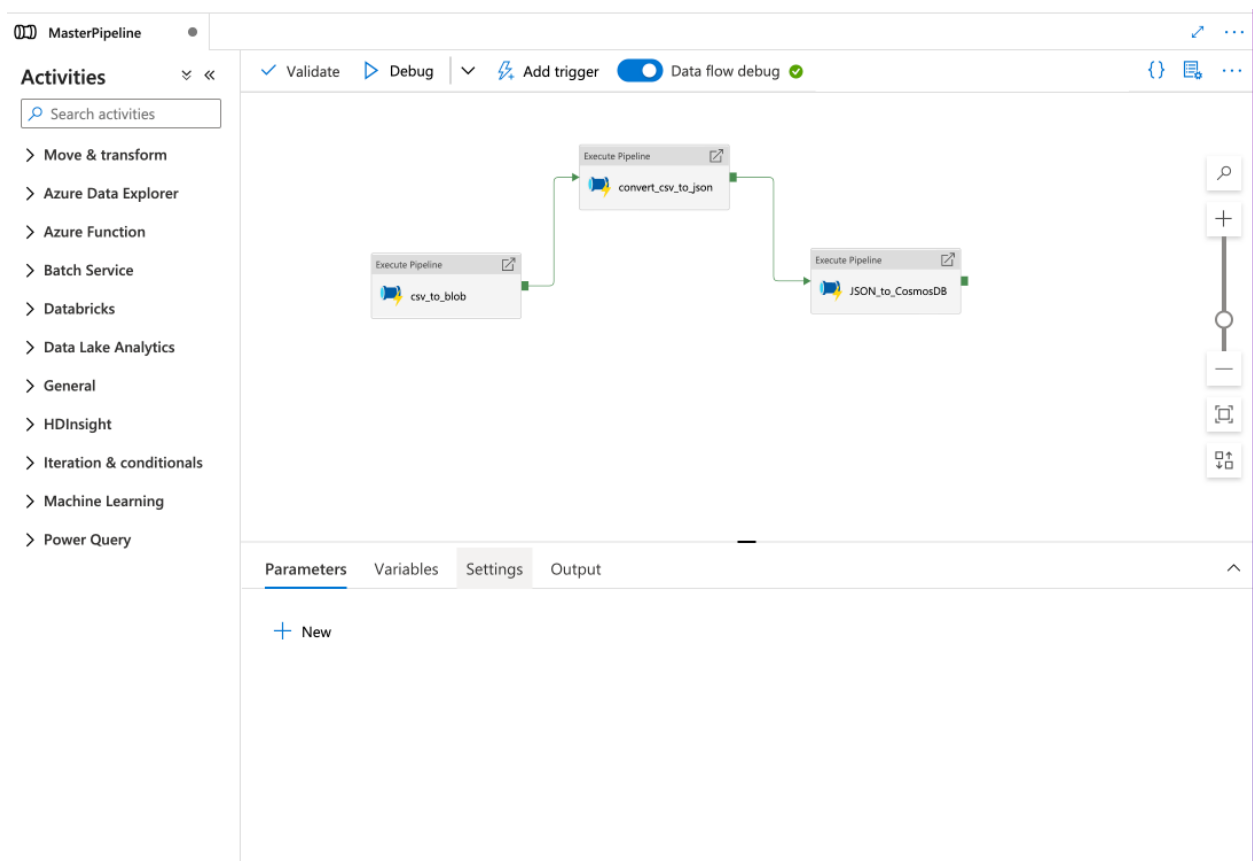 MasterPipeline
Activities
Validate
Debug
Add trigger
Data flow debug
Search activities
Move & transform
Azure Data Explorer
Azure Function
Batch Service
Databricks
Data Lake Analytics
General
HDInsight
Iteration & conditionals
Machine Learning
Power Query
Execute Pipeline
csv_to_blob
Execute Pipeline
convert_csv_to_json
Execute Pipeline
JSON_to_CosmosDB
Parameters Variables Settings Output
New